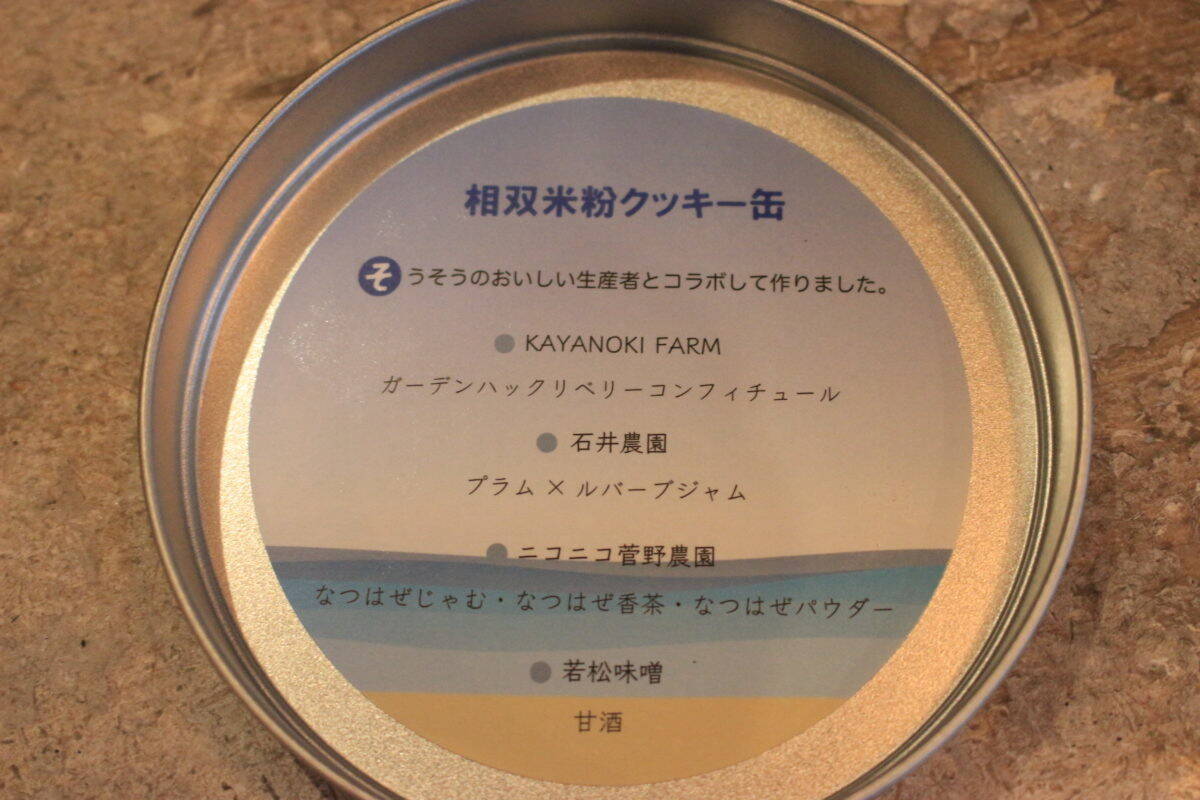 相双米粉クッキー缶
そうそうのおいしい生産者とコラボして作りました。
KAYANOKI FARM
ガーデンハックリベリーコンフィチュール
石井農園
プラム×ルバーブジャム
ニコニコ菅野農園
なつはぜじゃむ・なつはぜ香茶・なつはぜパウダー
若松味噌
甘酒